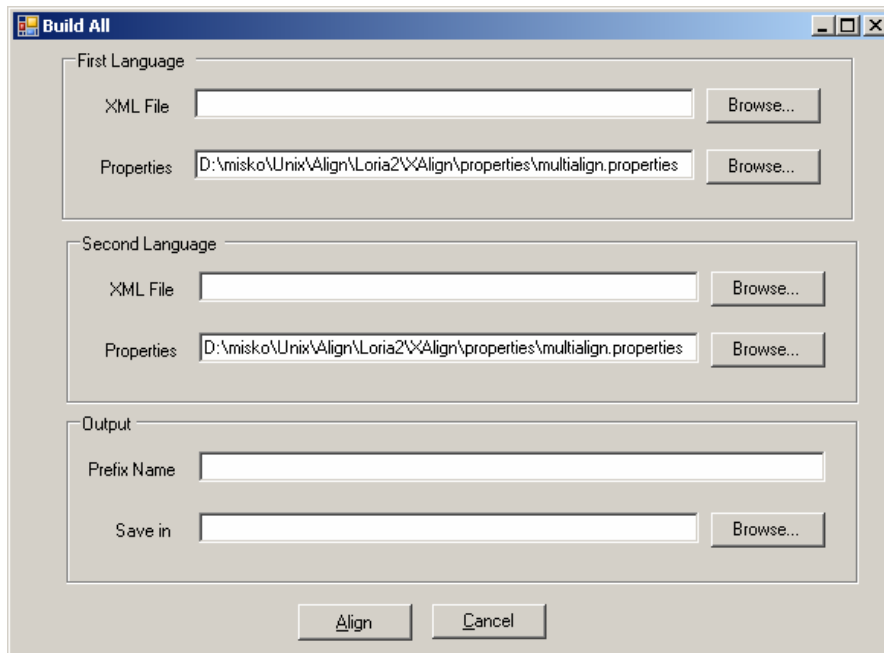 Build All
First Language
XML File
Browse...
Properties D:\misko\Unix\Align\Loria2\XAlign\properties\multialign.properties Browse...
Second Language
XML File
Browse...
Properties D:\misko\Unix\Align\Loria2\XAlign\properties\multialign.properties Browse...
Output
Prefix Name
Save in
Browse...
Align Cancel